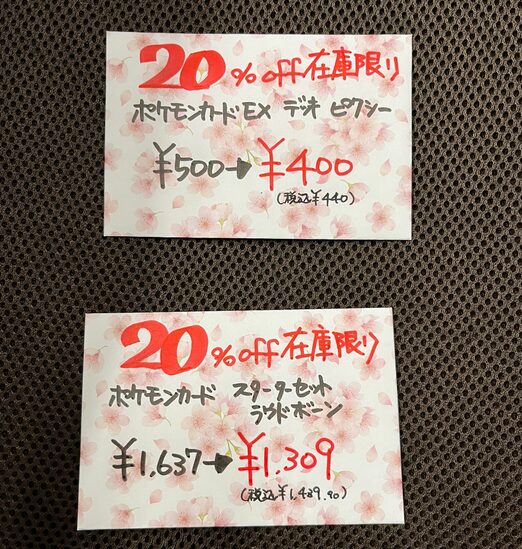 20%off在庫限り
ポケモンカードEX デッキ ピクシー
¥500→¥400
(税込¥440)
20%off在庫限り
ポケモンカード スターターセット
ラウドボーン
¥1,637→¥1.309
(税込¥1,439.90)